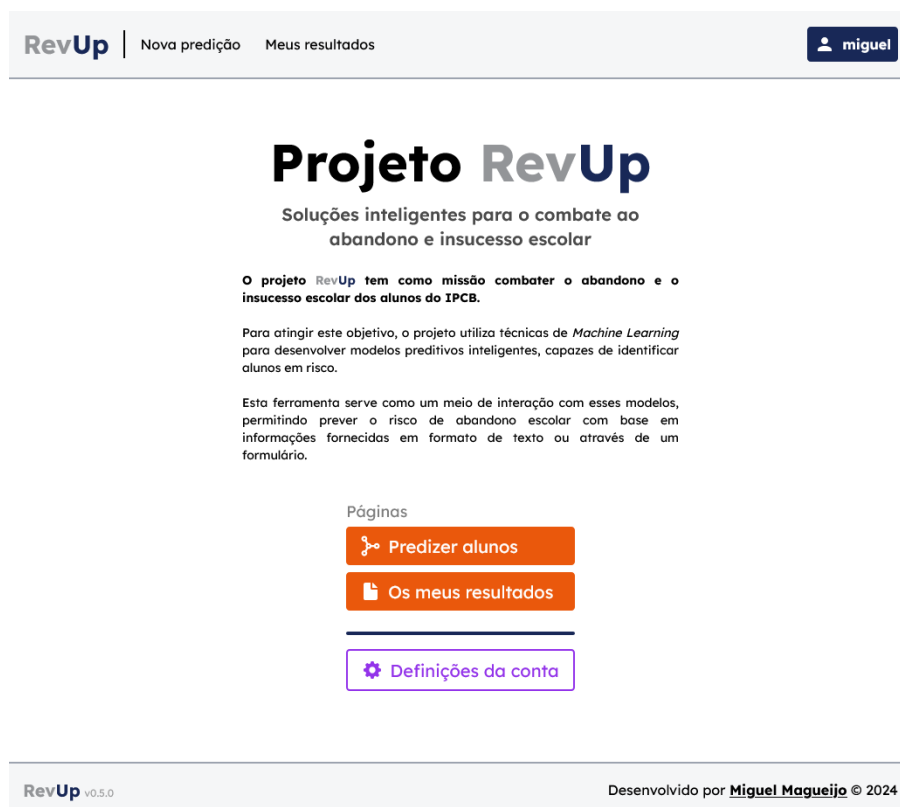 RevUp | Nova predição Meus resultados miguel
Projeto RevUp
Soluções inteligentes para o combate ao
abandono e insucesso escolar
O projeto RevUp tem como missão combater o abandono e o
insucesso escolar dos alunos do IPCB.
Para atingir este objetivo, o projeto utiliza técnicas de Machine Learning
para desenvolver modelos preditivos inteligentes, capazes de identificar
alunos em risco.
Esta ferramenta serve como um meio de interação com esses modelos,
permitindo prever o risco de abandono escolar com base em
informações fornecidas em formato de texto ou através de um
formulário.
Páginas
Predizer alunos
Os meus resultados
Definições da conta
RevUp v0.5.0 Desenvolvido por Miguel Magueijo © 2024